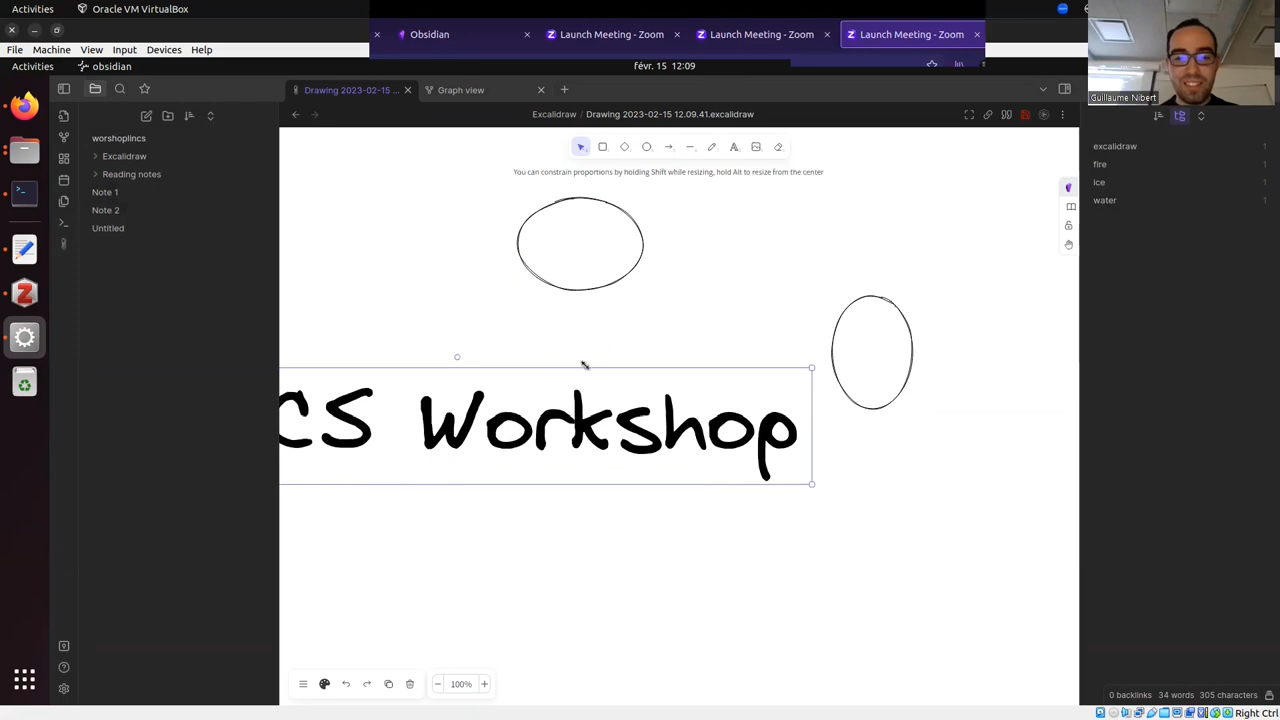 Activities
Oracle VM VirtualBox
File Machine View Input Devices Help
Obsidian
Launch Meeting - Zoom
Launch Meeting - Zoom
Launch Meeting - Zoom
Activities
obsidian
févr. 15 12:09
Guillaume Nibert
Drawing 2023-02-15 ...
Graph view
Excalidraw / Drawing 2023-02-15 12.09.41.excalidraw
You can constrain proportions by holding Shift while resizing, hold Alt to resize from the center
worshoplincs
Excalidraw
Reading notes
Note 1
Note 2
Untitled
CS Workshop
excalidraw 1
fire 1
ice 1
water 1
100%
0 backlinks 34 words 305 characters
Right Ctrl